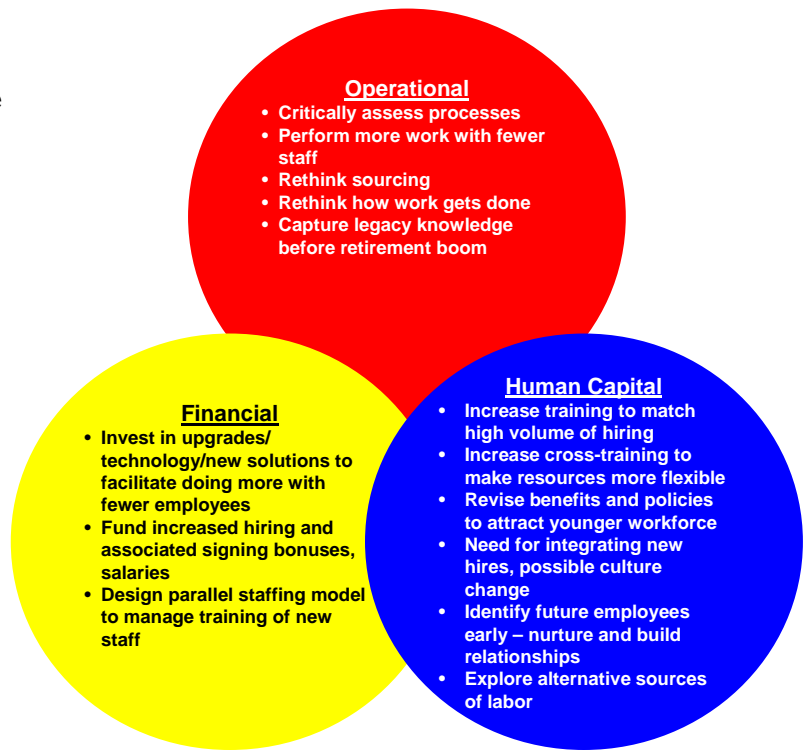 Operational
• Critically assess processes
• Perform more work with fewer
staff
• Rethink sourcing
• Rethink how work gets done
• Capture legacy knowledge
before retirement boom
Financial
• Invest in upgrades/
technology/new solutions to
facilitate doing more with
fewer employees
• Fund increased hiring and
associated signing bonuses,
salaries
• Design parallel staffing model
to manage training of new
staff
Human Capital
• Increase training to match
high volume of hiring
• Increase cross-training to
make resources more flexible
• Revise benefits and policies
to attract younger workforce
• Need for integrating new
hires, possible culture
change
• Identify future employees
early – nurture and build
relationships
• Explore alternative sources
of labor